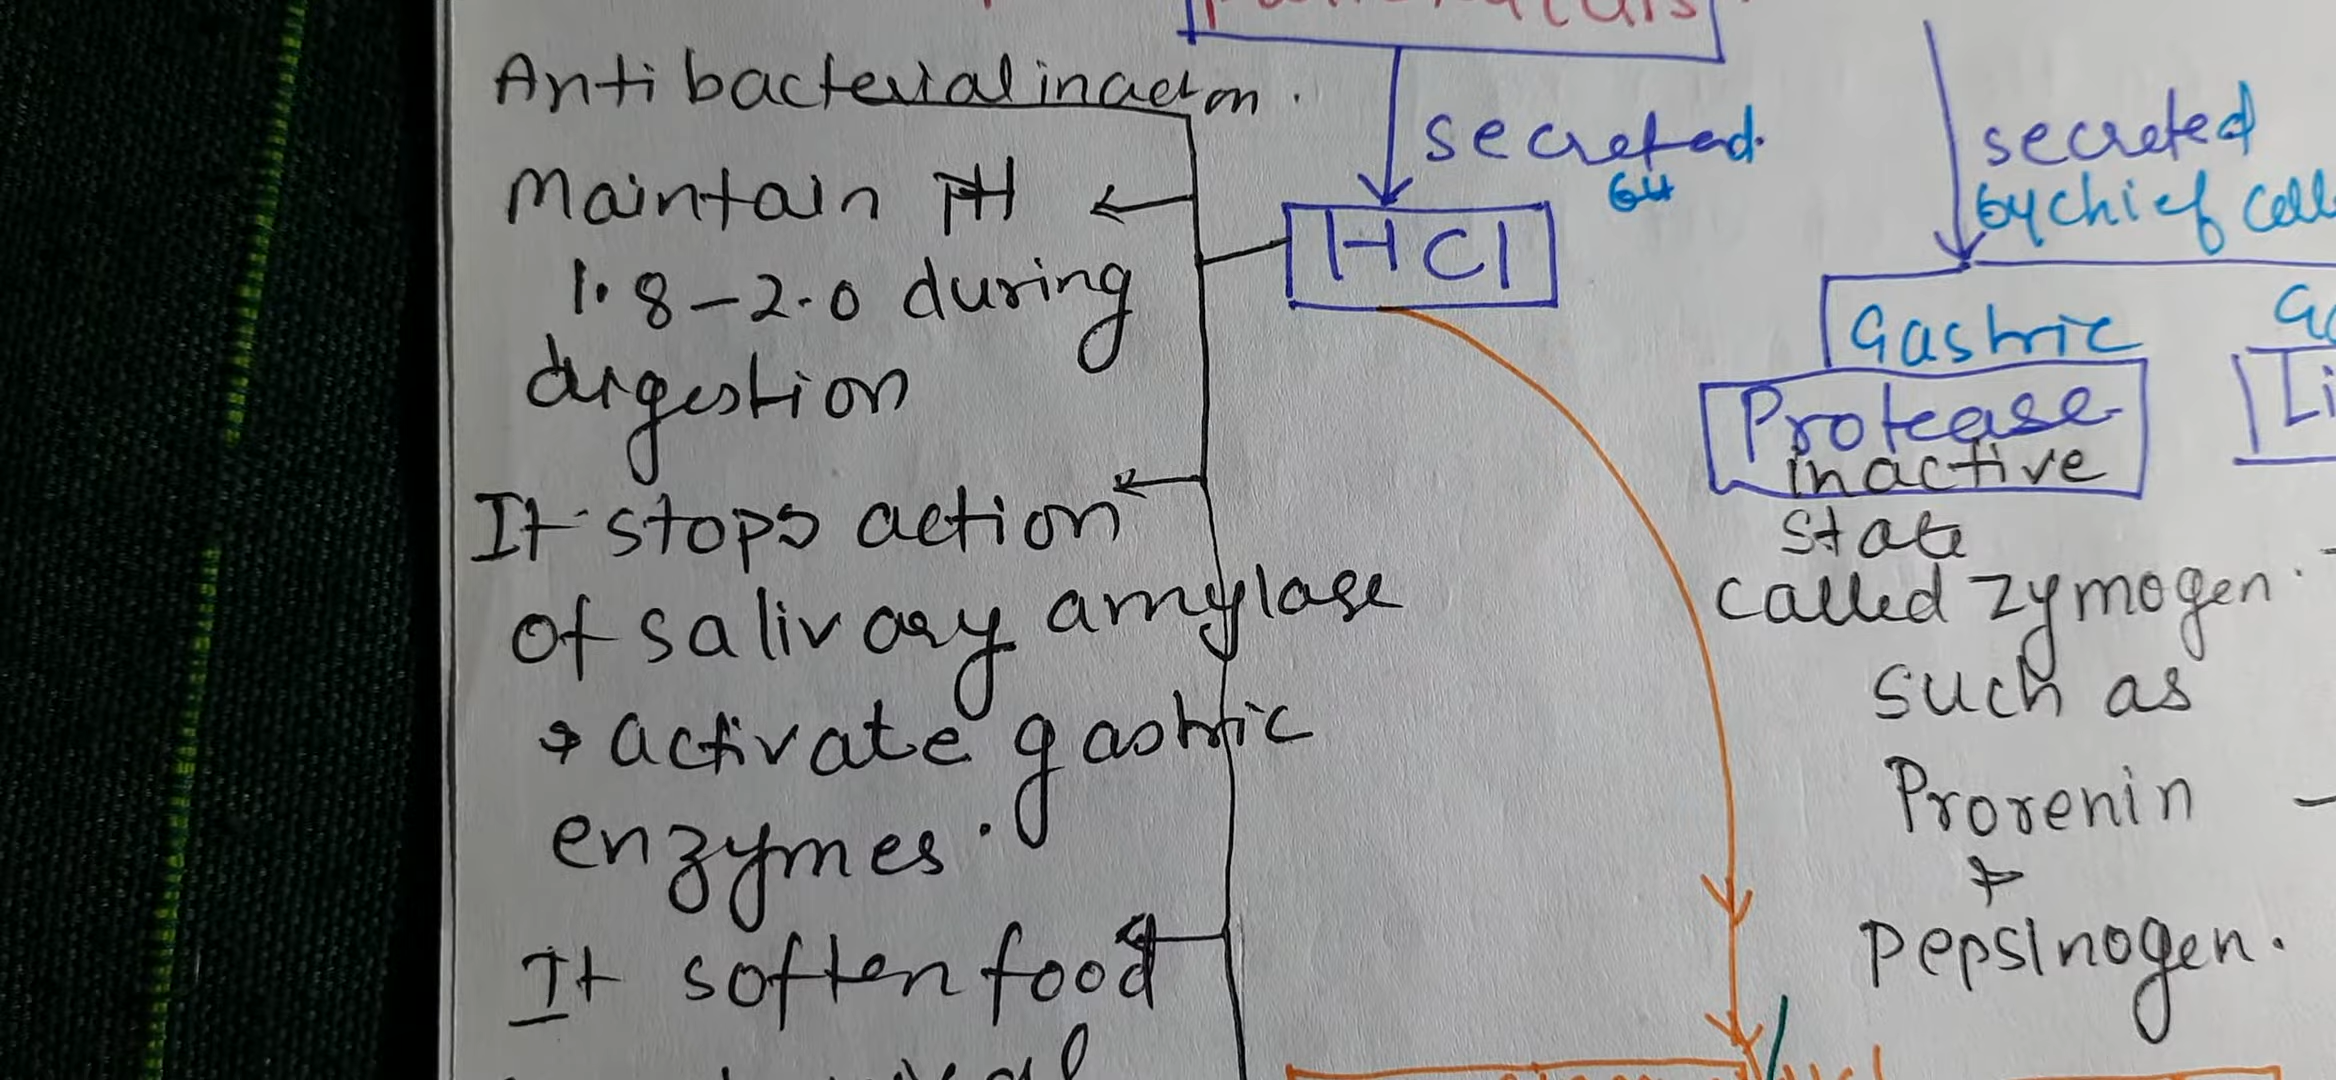 Antibacterial in action.
Maintain PH
1.8-2.0 during
digestion
It stops action
of salivary amylase
+ activate gastric
enzymes.
It soften food
secreted
by
HCl
secreted
by chief cell
Gastric
Protease
inactive
state
called zymogen.
such as
Prorenin
+
pepsinogen.